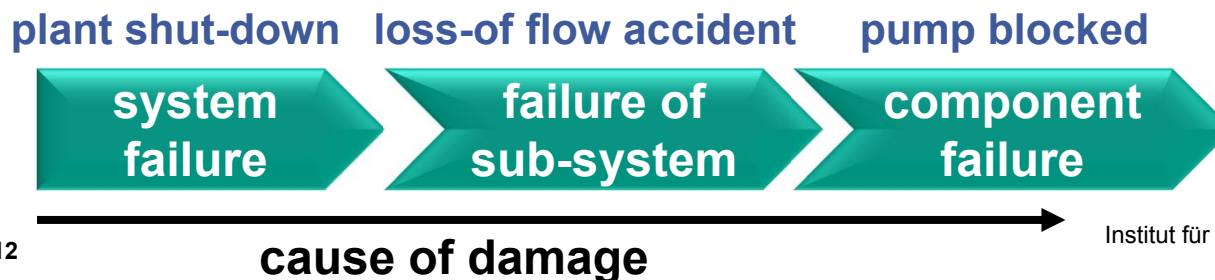 plant shut-down loss-of flow accident pump blocked
system failure
failure of sub-system
component failure
Institut für
12
cause of damage